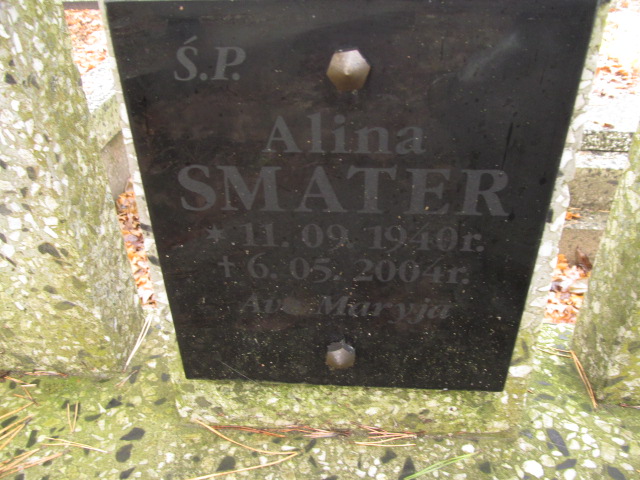 Ś.P.
Alina
SMATER
* 11. 09. 1940r.
+ 6. 05. 2004r.
Ave Maryja